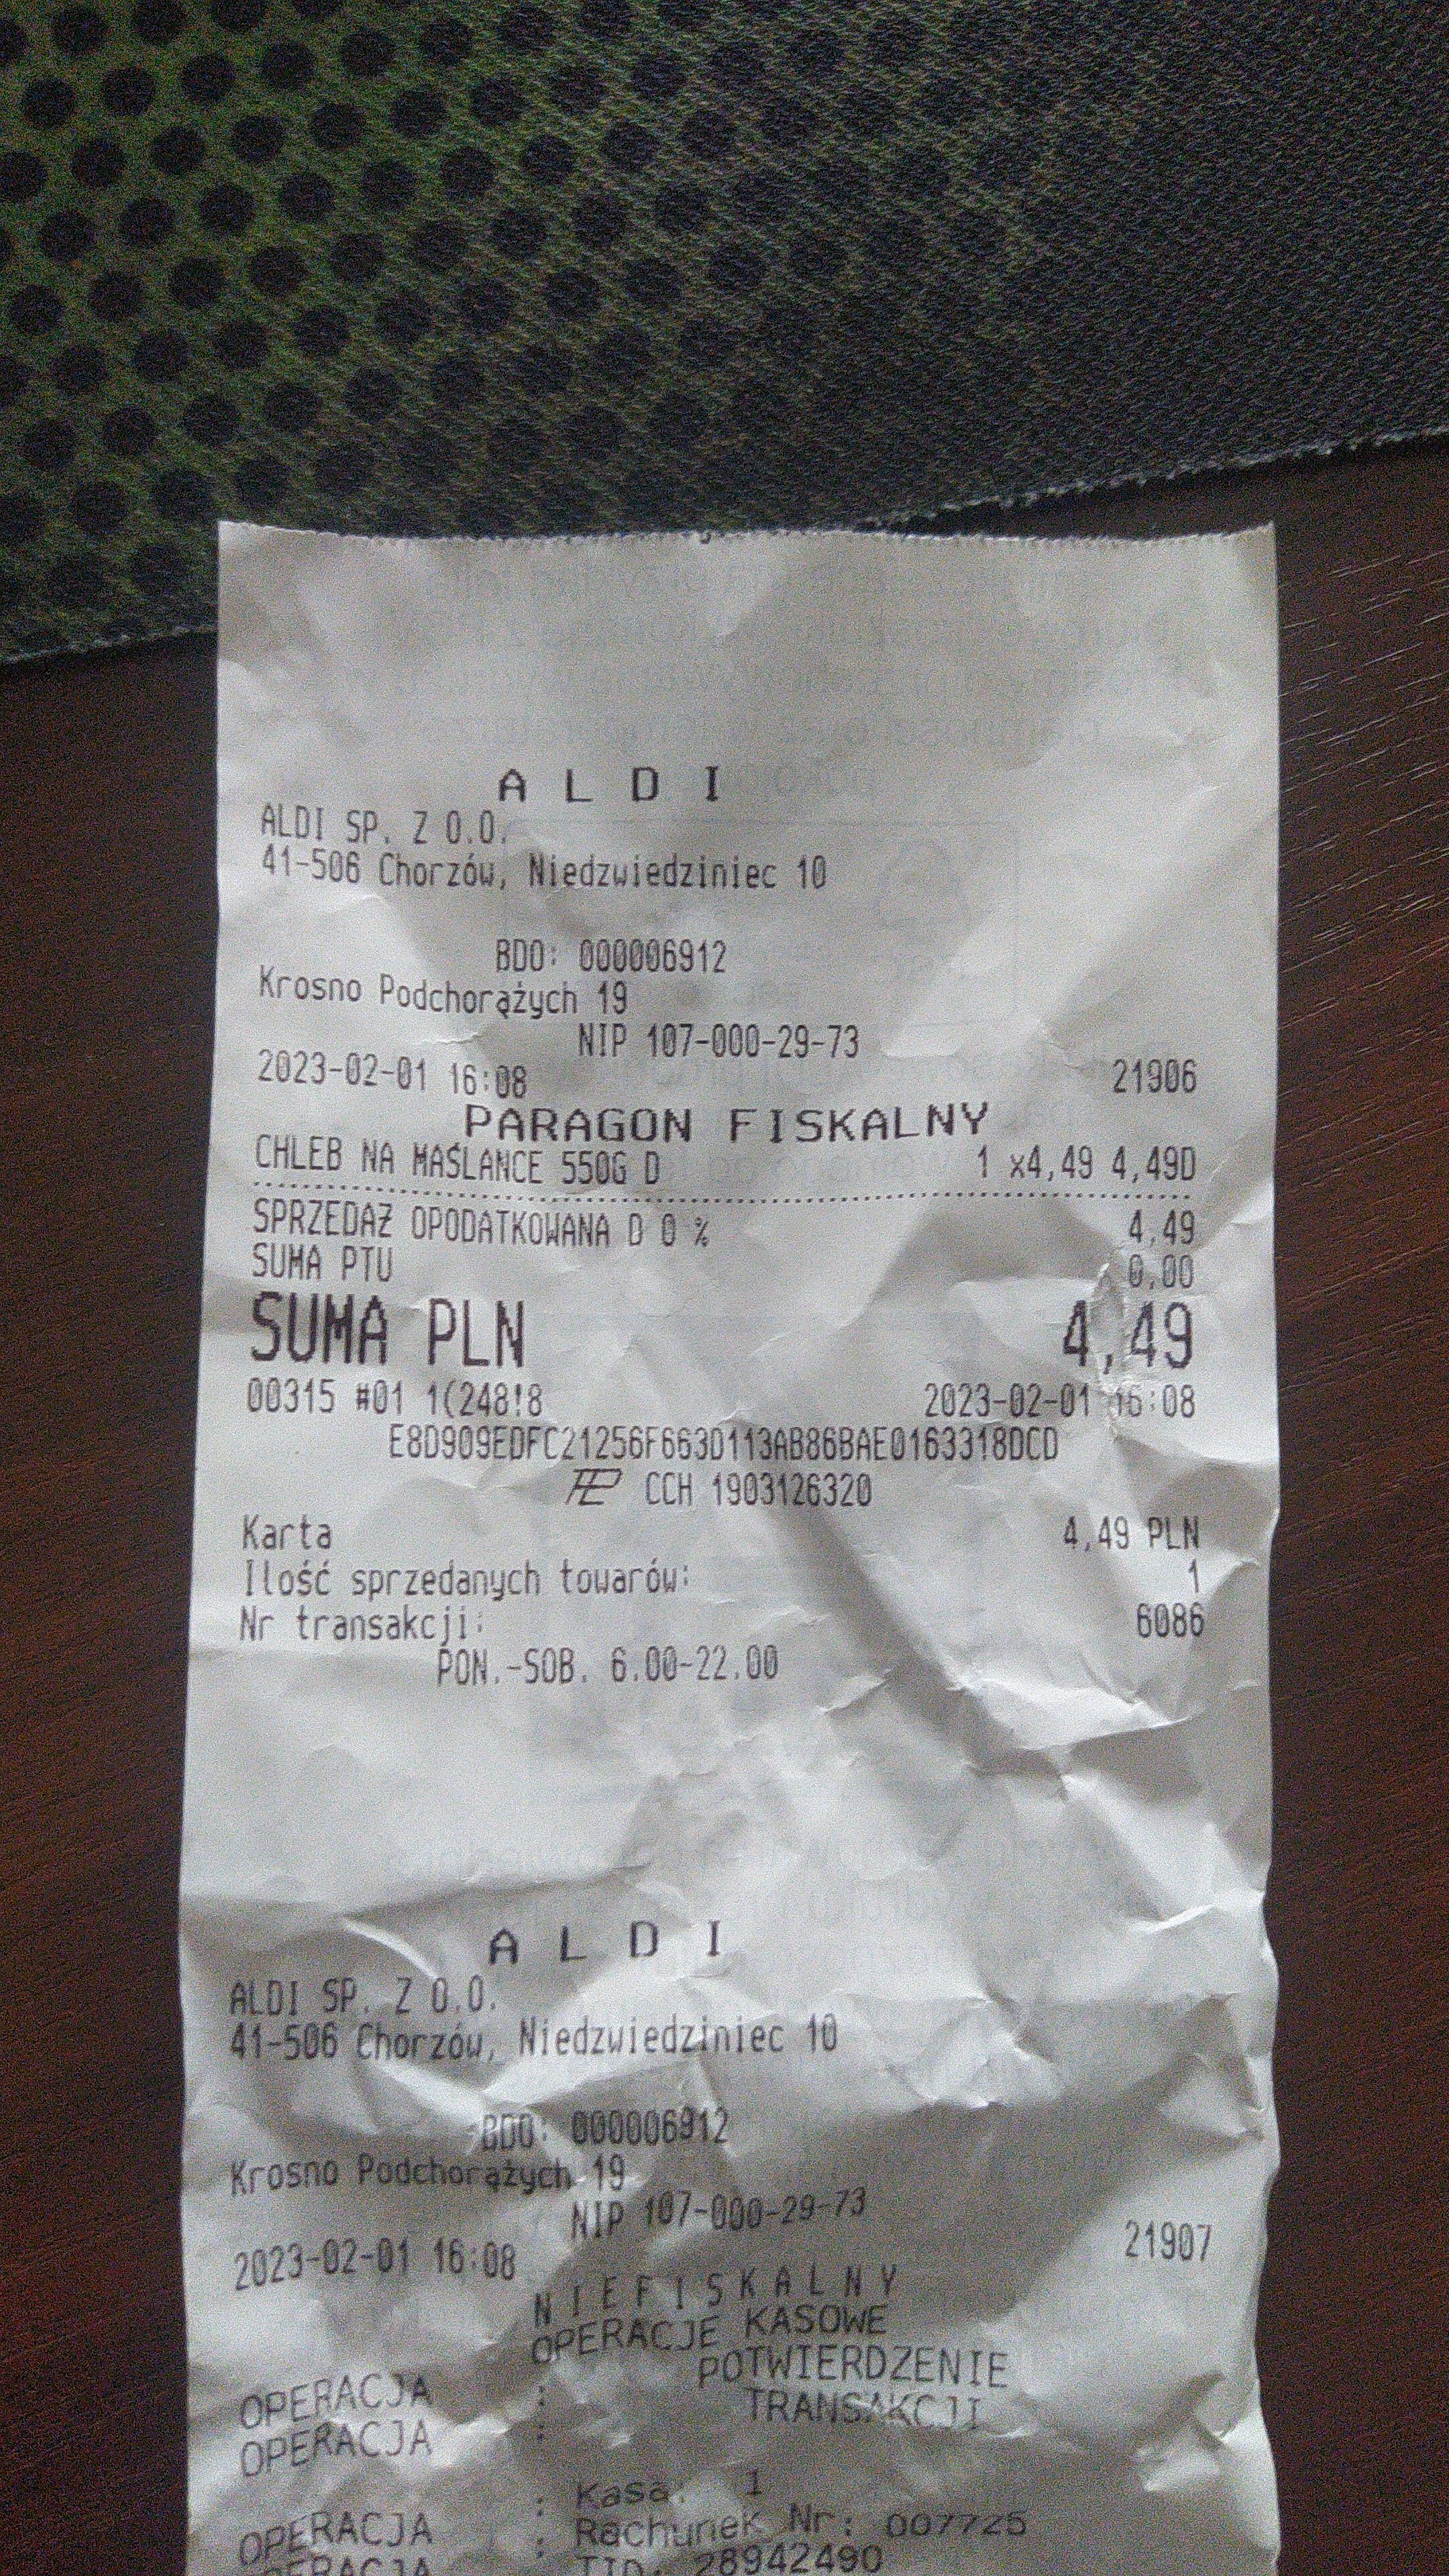 A L D I
ALDI SP. Z O.O.
41-506 Chorzów, Niedzwiedziniec 10
BDO: 000006912
Krosno Podchorążych 19
NIP 107-000-29-73
2023-02-01 16:08 21906
PARAGON FISKALNY
CHLEB NA MAŚLANCE 550G D 1 x4,49 4,49D
SPRZEDAŻ OPODATKOWANA D 0 % 4,49
SUMA PTU 0,00
SUMA PLN 4,49
00315 #01 1(248!8 2023-02-01 16:08
E8D909EDFC21256F663D113AB86BAE0163318DCD
CCH 1903126320
Karta 4,49 PLN
Ilość sprzedanych towarów: 1
Nr transakcji: 6086
PON.-SOB. 6.00-22.00
A L D I
ALDI SP. Z O.O.
41-506 Chorzów, Niedzwiedziniec 10
BDO: 000006912
Krosno Podchorążych 19
NIP 107-000-29-73
2023-02-01 16:08 21907
N I E F I S K A L N Y
OPERACJE KASOWE
OPERACJA : POTWIERDZENIE
OPERACJA : TRANSAKCJI
: Kasa: 1
OPERACJA : Rachunek Nr: 007725
OPERACJA TID: 28942490